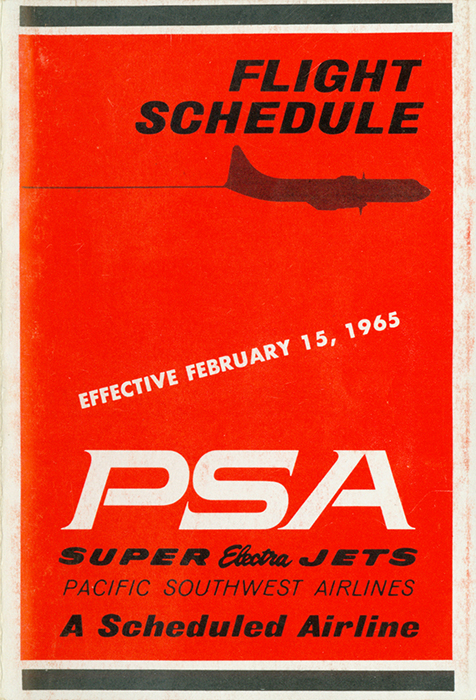 FLIGHT
SCHEDULE
EFFECTIVE FEBRUARY 15, 1965
PSA
SUPER Electra JETS
PACIFIC SOUTHWEST AIRLINES
A Scheduled Airline